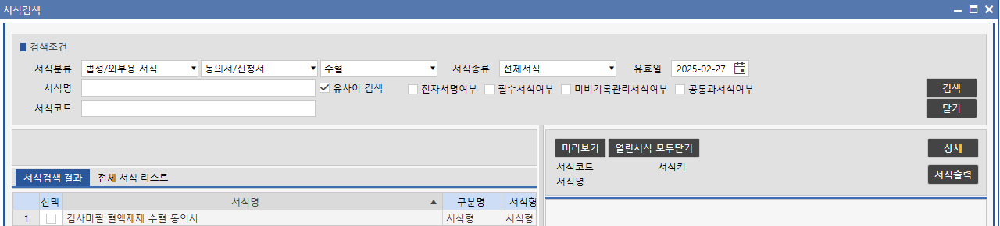 서식검색
검색조건
서식분류 법정/외부용 서식 동의서/신청서 수혈 서식종류 전체서식 유효일 2025-02-27
서식명 유사어 검색 전자서명여부 필수서식여부 미비기록관리서식여부 공통과서식여부 검색
서식코드 닫기
미리보기 열린서식 모두닫기 상세
서식코드 서식키
서식명 서식출력
서식검색 결과 전체 서식 리스트
선택 서식명 구분명 서식형
1 검사미필 혈액제제 수혈 동의서 서식형 서식형